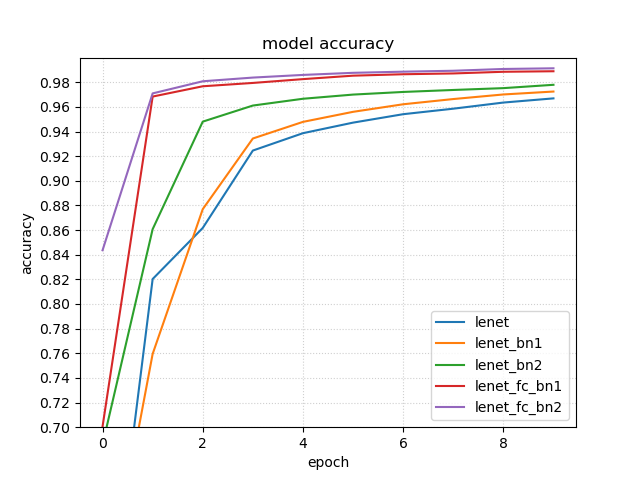 model accuracy
accuracy
0.98
0.96
0.94
0.92
0.90
0.88
0.86
0.84
0.82
0.80
0.78
0.76
0.74
0.72
0.70
0 2 4 6 8
epoch
lenet
lenet_bn1
lenet_bn2
lenet_fc_bn1
lenet_fc_bn2